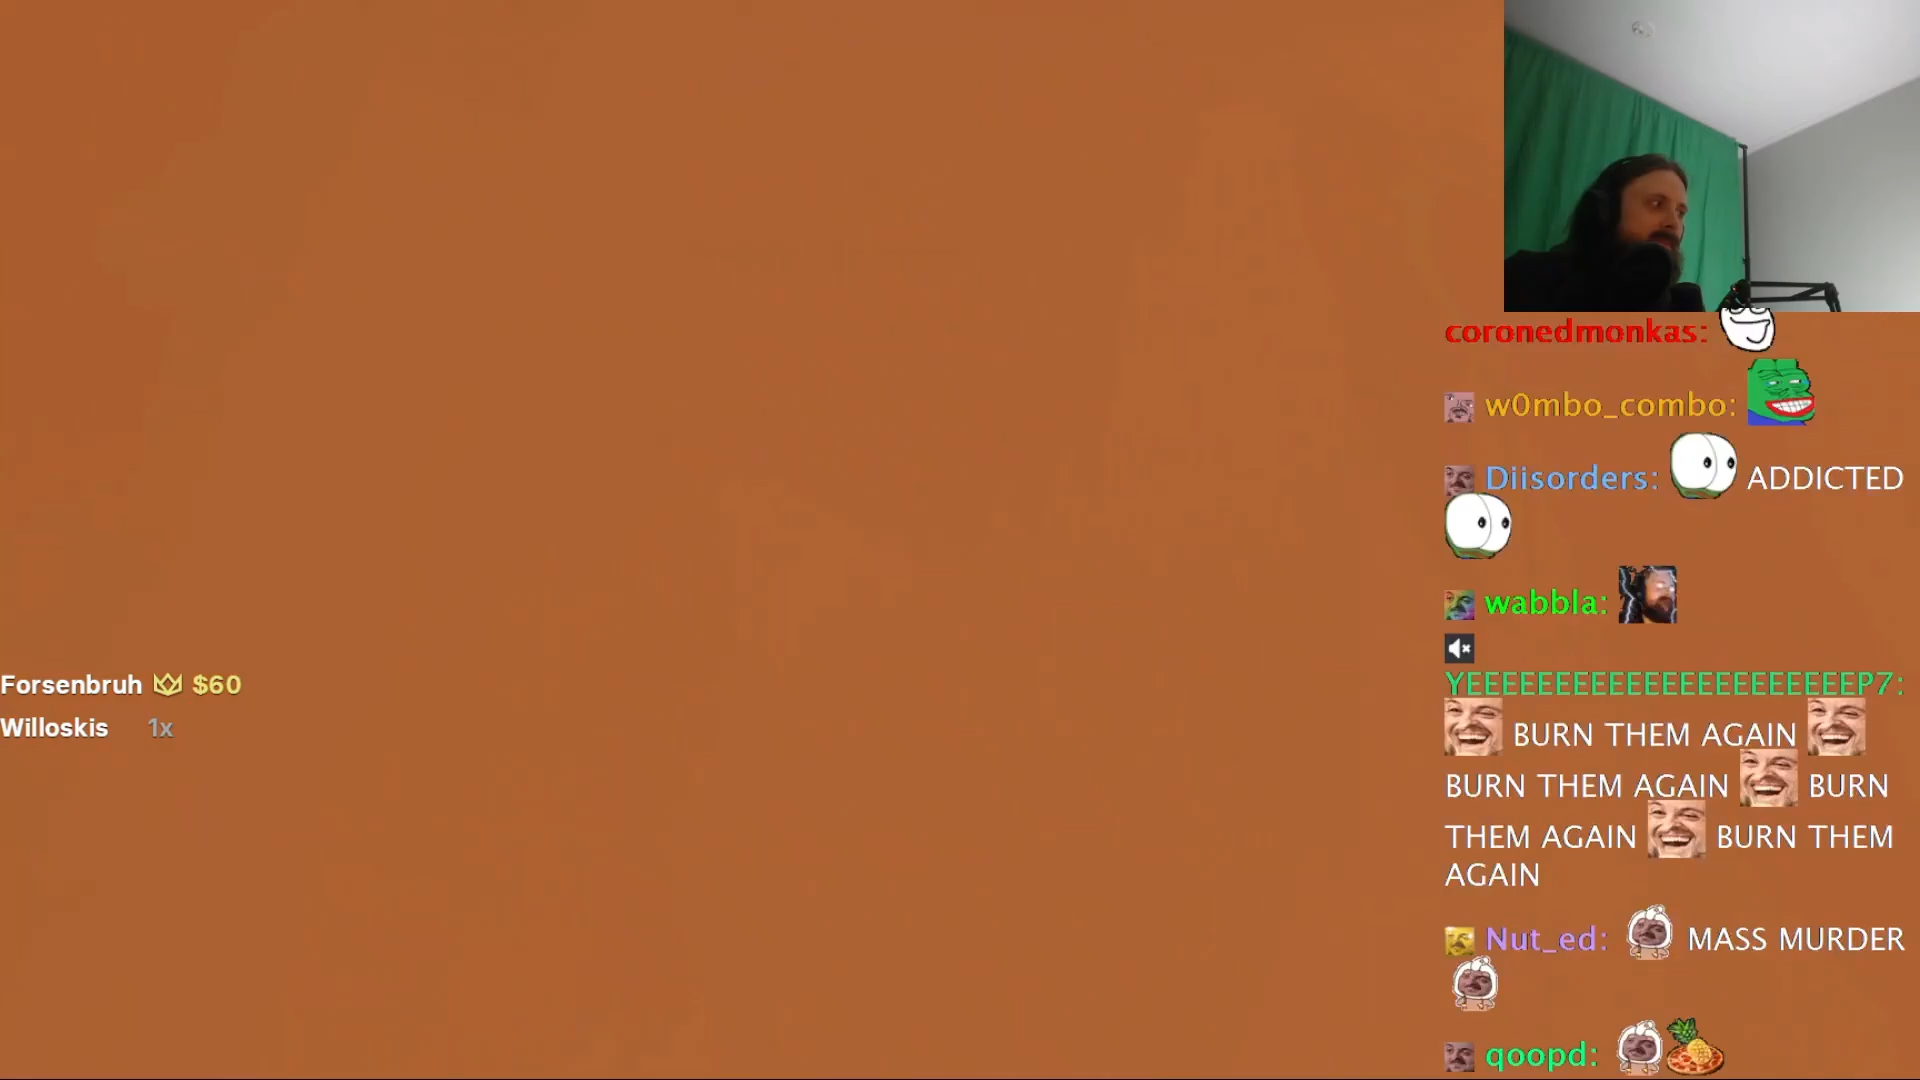 coronedmonkas:
w0mbo_combo:
Diisorders: ADDICTED
wabbla:
Forsenbruh $60
Willoskis 1x
YEEEEEEEEEEEEEEEEEEEEEEP7:
BURN THEM AGAIN
BURN THEM AGAIN BURN
THEM AGAIN BURN THEM
AGAIN
Nut_ed: MASS MURDER
qoopd: